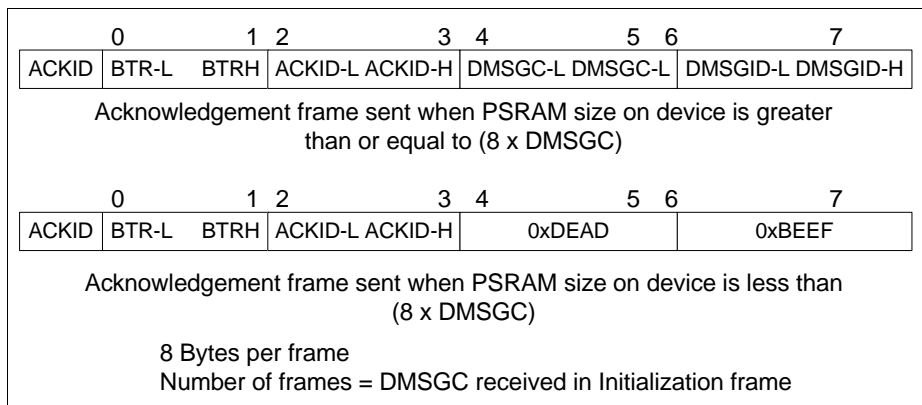 0 1 2 3 4 5 6 7
ACKID BTR-L BTRH ACKID-L ACKID-H DMSGC-L DMSGC-L DMSGID-L DMSGID-H
Acknowledgement frame sent when PSRAM size on device is greater
than or equal to (8 x DMSGC)
0 1 2 3 4 5 6 7
ACKID BTR-L BTRH ACKID-L ACKID-H 0xDEAD 0xBEEF
Acknowledgement frame sent when PSRAM size on device is less than
(8 x DMSGC)
8 Bytes per frame
Number of frames = DMSGC received in Initialization frame